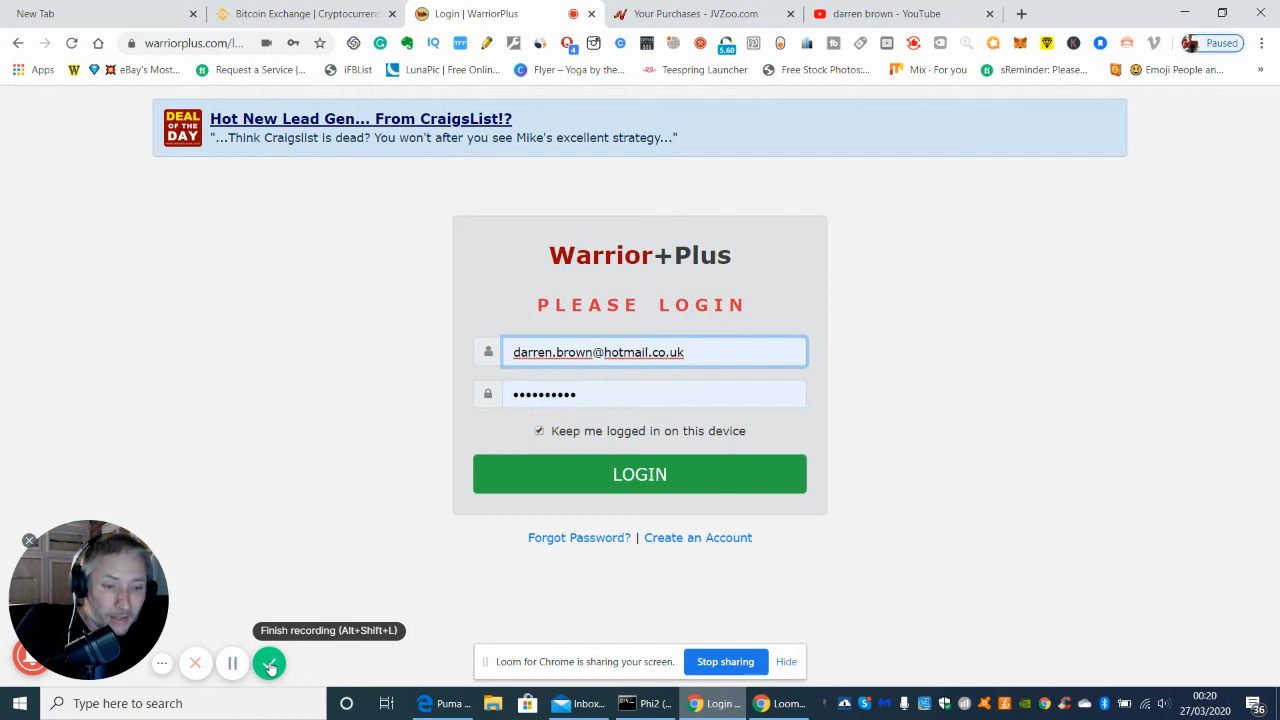 New Tab
Bitcoin Exchange | Cryptocurren
Login | WarriorPlus
Your Purchases - JVZoo.com
darren brown - YouTube
warriorplus.com/l...
4
5.60
Paused
Apps
eBay's Most...
Request a Service |...
iFBList
LunaPic | Free Onlin...
Flyer – Yoga by the...
Teespring Launcher
Free Stock Photos:...
Mix · For you
sReminder: Please...
Emoji People an...
»
DEAL OF THE DAY
Hot New Lead Gen... From CraigsList!?
"...Think Craigslist is dead? You won't after you see Mike's excellent strategy..."
Warrior+Plus
PLEASE LOGIN
darren.brown@hotmail.co.uk
••••••••••
Keep me logged in on this device
LOGIN
Forgot Password? | Create an Account
Finish recording (Alt+Shift+L)
Loom for Chrome is sharing your screen.
Stop sharing
Hide
Type here to search
Puma ...
Inbox...
Phi2 (...
Login ...
Loom...
00:20
27/03/2020
36